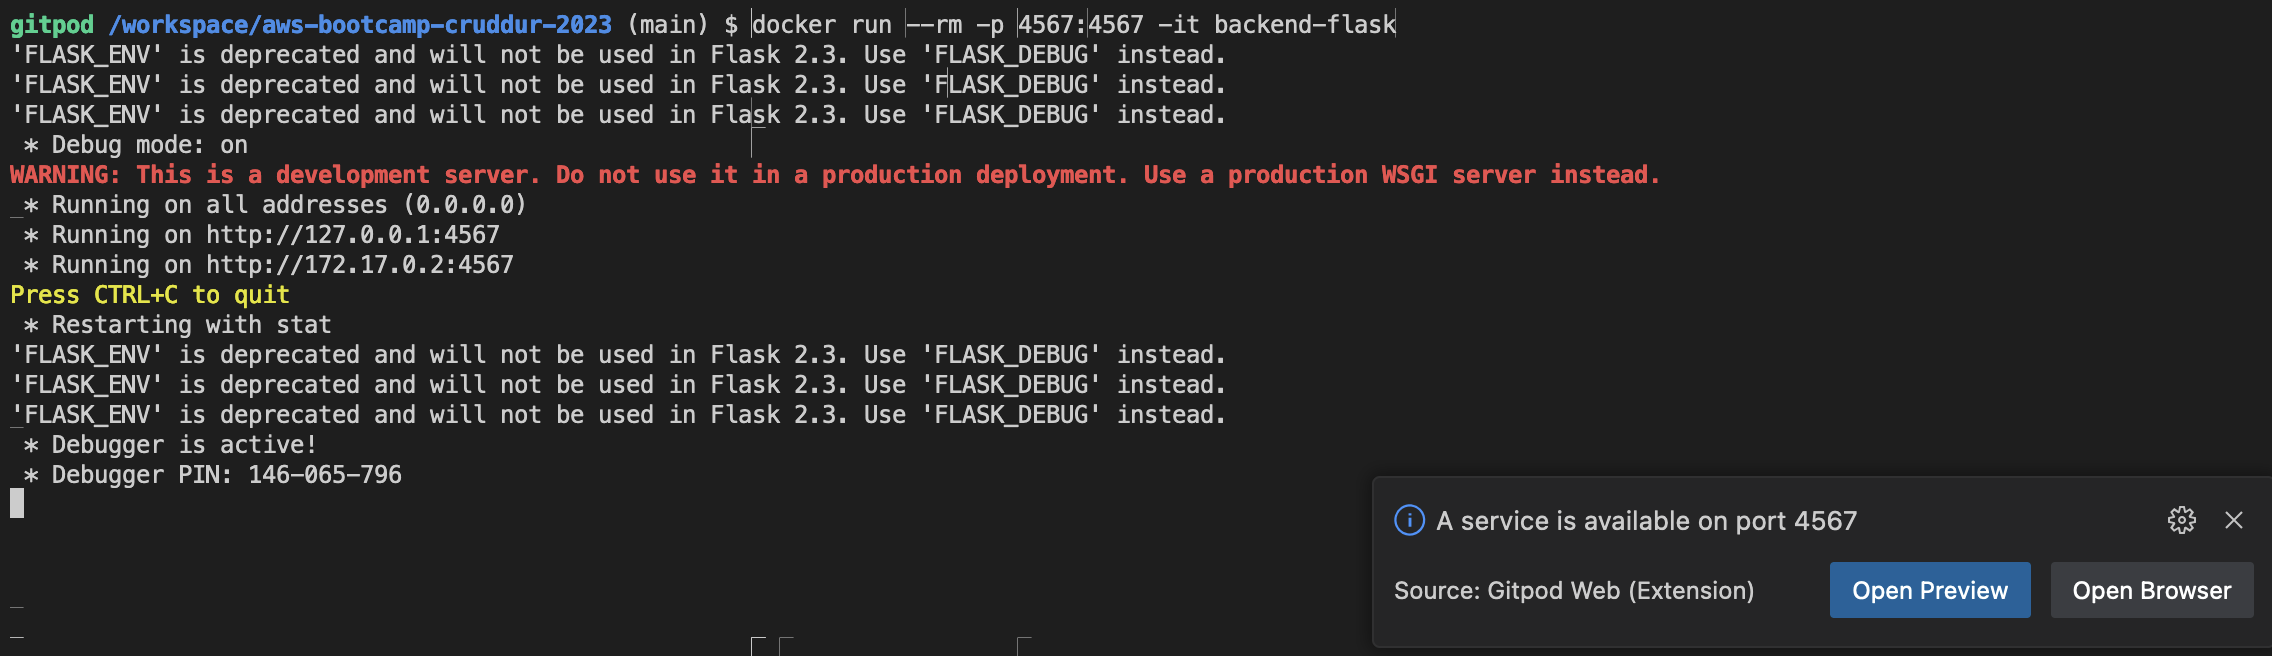 gitpod /workspace/aws-bootcamp-cruddur-2023 (main) $ docker run --rm -p 4567:4567 -it backend-flask
'FLASK_ENV' is deprecated and will not be used in Flask 2.3. Use 'FLASK_DEBUG' instead.
'FLASK_ENV' is deprecated and will not be used in Flask 2.3. Use 'FLASK_DEBUG' instead.
'FLASK_ENV' is deprecated and will not be used in Flask 2.3. Use 'FLASK_DEBUG' instead.
 * Debug mode: on
WARNING: This is a development server. Do not use it in a production deployment. Use a production WSGI server instead.
 * Running on all addresses (0.0.0.0)
 * Running on http://127.0.0.1:4567
 * Running on http://172.17.0.2:4567
Press CTRL+C to quit
 * Restarting with stat
'FLASK_ENV' is deprecated and will not be used in Flask 2.3. Use 'FLASK_DEBUG' instead.
'FLASK_ENV' is deprecated and will not be used in Flask 2.3. Use 'FLASK_DEBUG' instead.
'FLASK_ENV' is deprecated and will not be used in Flask 2.3. Use 'FLASK_DEBUG' instead.
 * Debugger is active!
 * Debugger PIN: 146-065-796
A service is available on port 4567
Source: Gitpod Web (Extension)
Open Preview
Open Browser